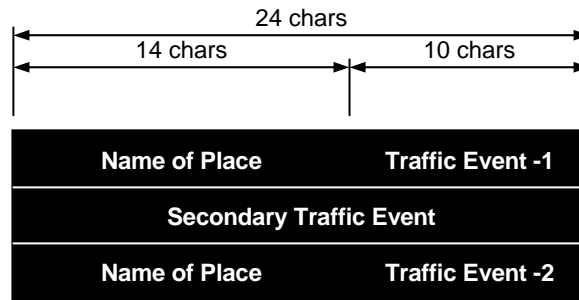 24 chars
14 chars 10 chars
Name of Place Traffic Event -1
Secondary Traffic Event
Name of Place Traffic Event -2